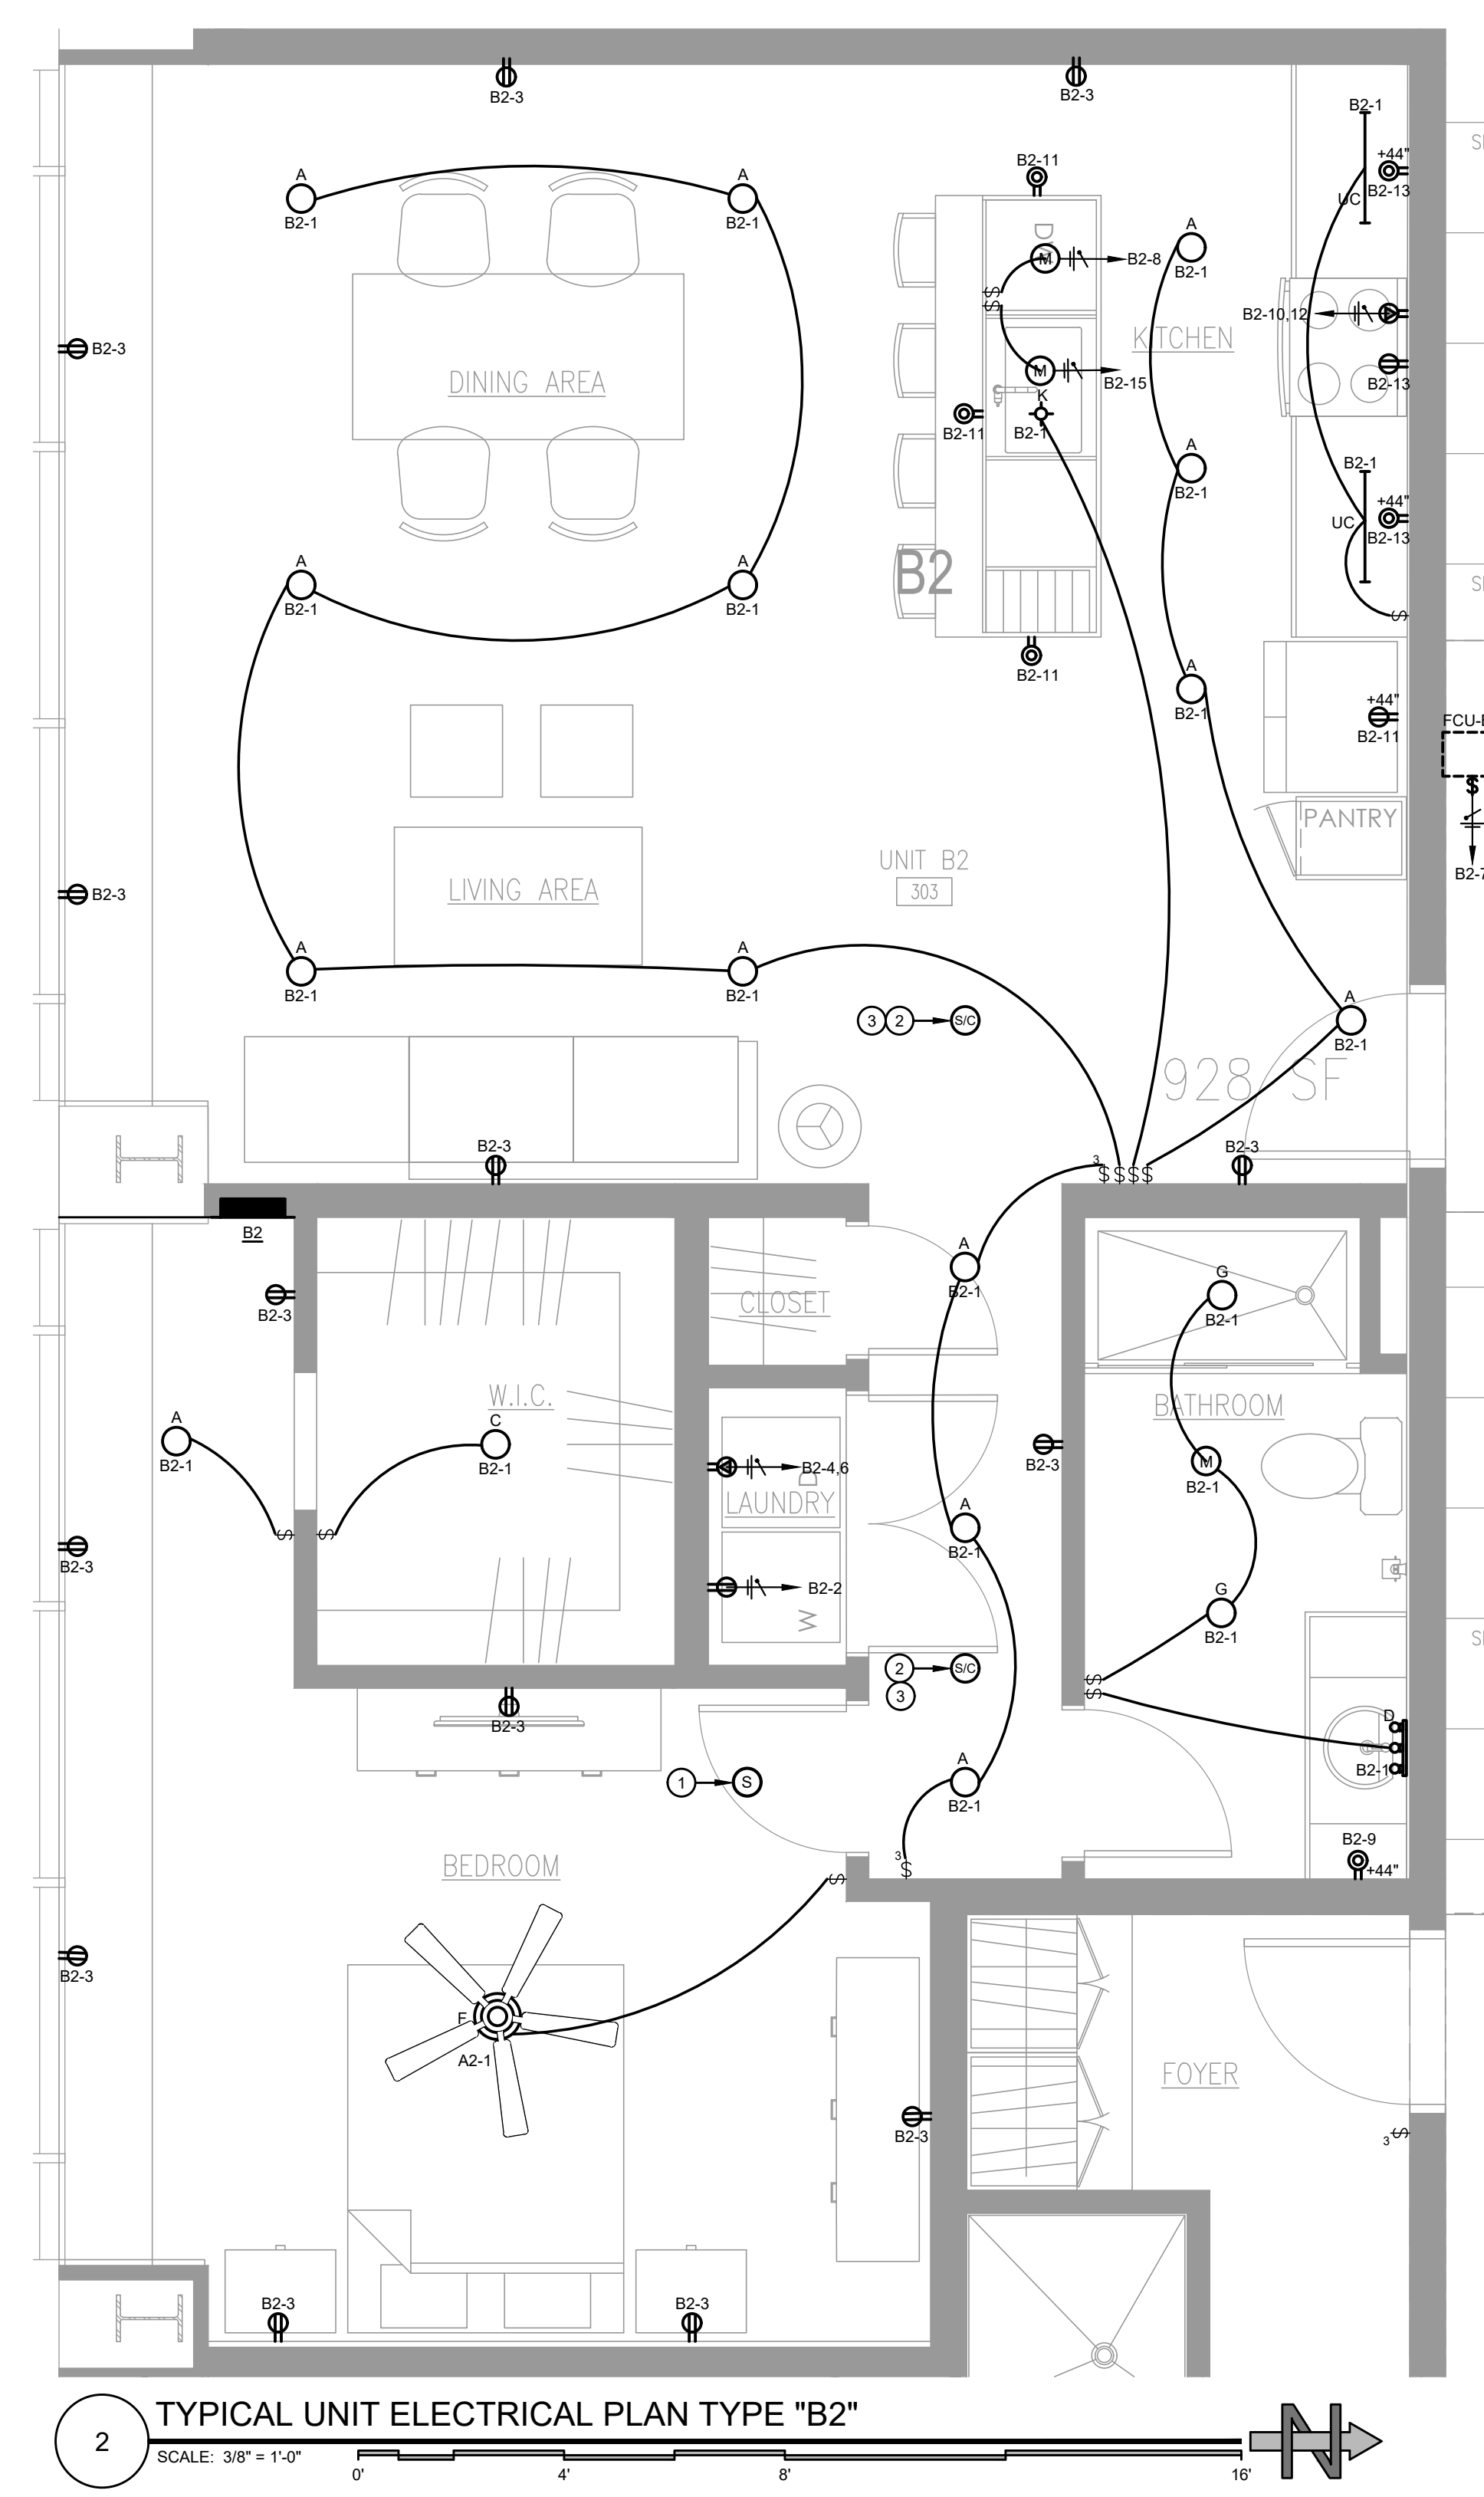 B2-3
B2-3
B2-1
A
A
+44"
B2-11
B2-13
B2-1
B2-1
UC
A
B2-1
M
B2-8
B2-10,12
KITCHEN
B2-3
DINING AREA
M
B2-15
B2-13
K
B2-11
B2-1
A
B2-1
B2-1
+44"
UC
B2-13
A
A
B2-1
B2-1
B2
B2-11
A
B2-1
+44"
B2-11
PANTRY
UNIT B2
303
LIVING AREA
B2-3
A
B2-1
A
B2-1
3
2
S/C
A
B2-1
928 SF
B2-3
3
$
$
$
$
B2-3
B2
A
B2-1
G
B2-1
B2-3
CLOSET
W.I.C.
BATHROOM
A
B2-1
C
B2-1
B2-3
M
B2-1
D
B2-4,6
LAUNDRY
A
B2-1
B2-3
B2-2
W
G
B2-1
2
S/C
3
B2-3
D
B2-1
1
S
A
B2-1
B2-9
+44"
3
$
BEDROOM
B2-3
F
A2-1
FOYER
B2-3
3
B2-3
B2-3
2
TYPICAL UNIT ELECTRICAL PLAN TYPE "B2"
SCALE: 3/8" = 1'-0"
0'
4'
8'
16'
N